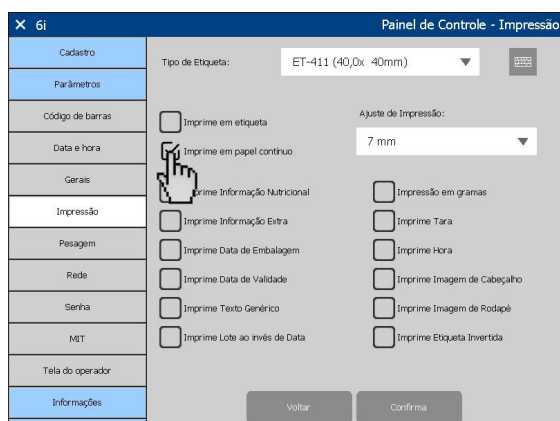 6i
Painel de Controle - Impressão
Cadastro
Parâmetros
Código de barras
Data e hora
Gerais
Impressão
Pesagem
Rede
Senha
MIT
Tela do operador
Informações
Tipo de Etiqueta:
ET-411 (40,0x 40mm)
Imprime em etiqueta
Imprime em papel contínuo
Ajuste de Impressão:
7 mm
Informação Nutricional
Imprime Informação Extra
Imprime Data de Embalagem
Imprime Data de Validade
Imprime Texto Genérico
Imprime Lote ao invés de Data
Impressão em gramas
Imprime Tara
Imprime Hora
Imprime Imagem de Cabeçalho
Imprime Imagem de Rodapé
Imprime Etiqueta Invertida
Voltar
Confirma